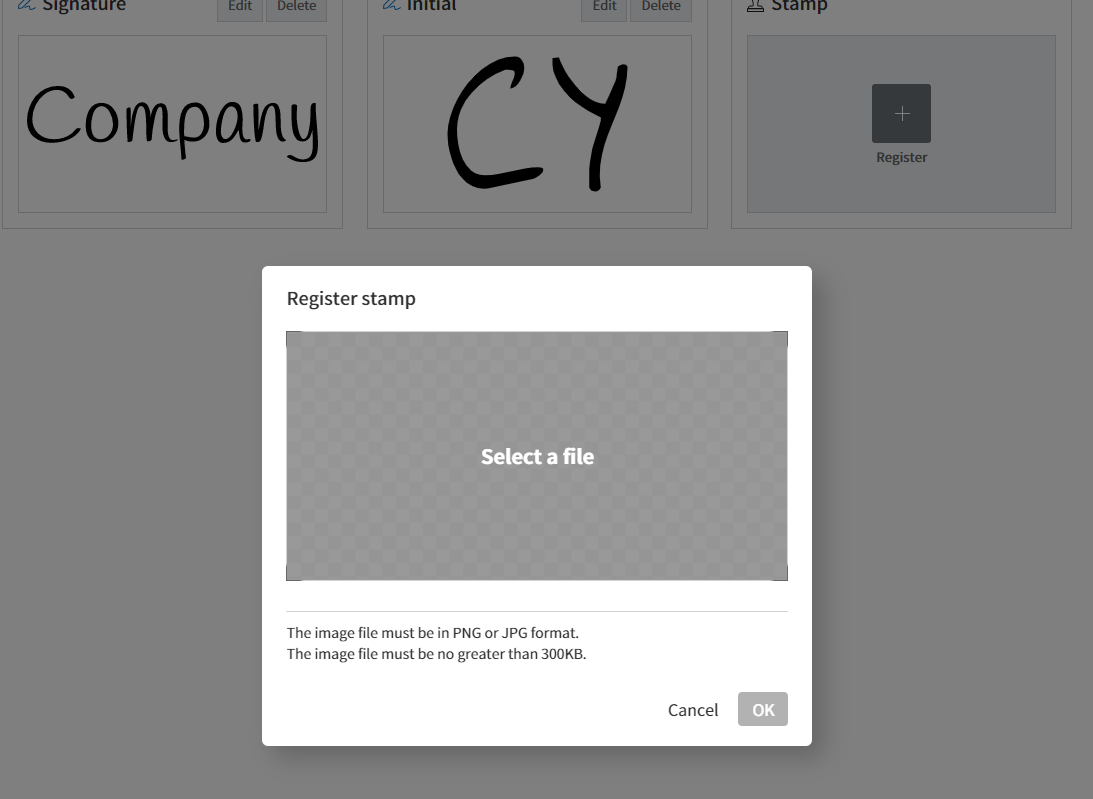 Signature Edit Delete Initial Edit Delete Stamp
Company CY
Register
Register stamp
Select a file
The image file must be in PNG or JPG format.
The image file must be no greater than 300KB.
Cancel OK